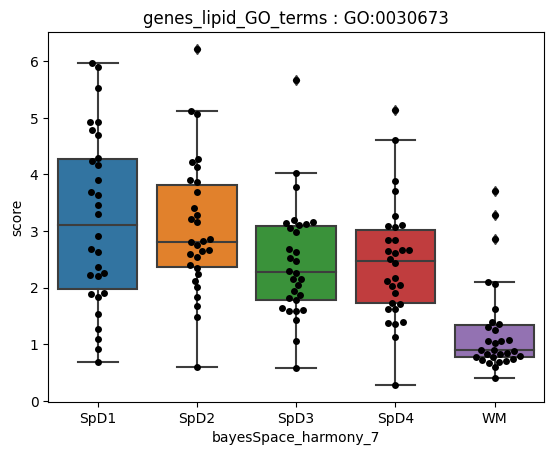 genes_lipid_GO_terms : GO:0030673
6
5
4
3
2
1
0
score
SpD1 SpD2 SpD3 SpD4 WM
bayesSpace_harmony_7